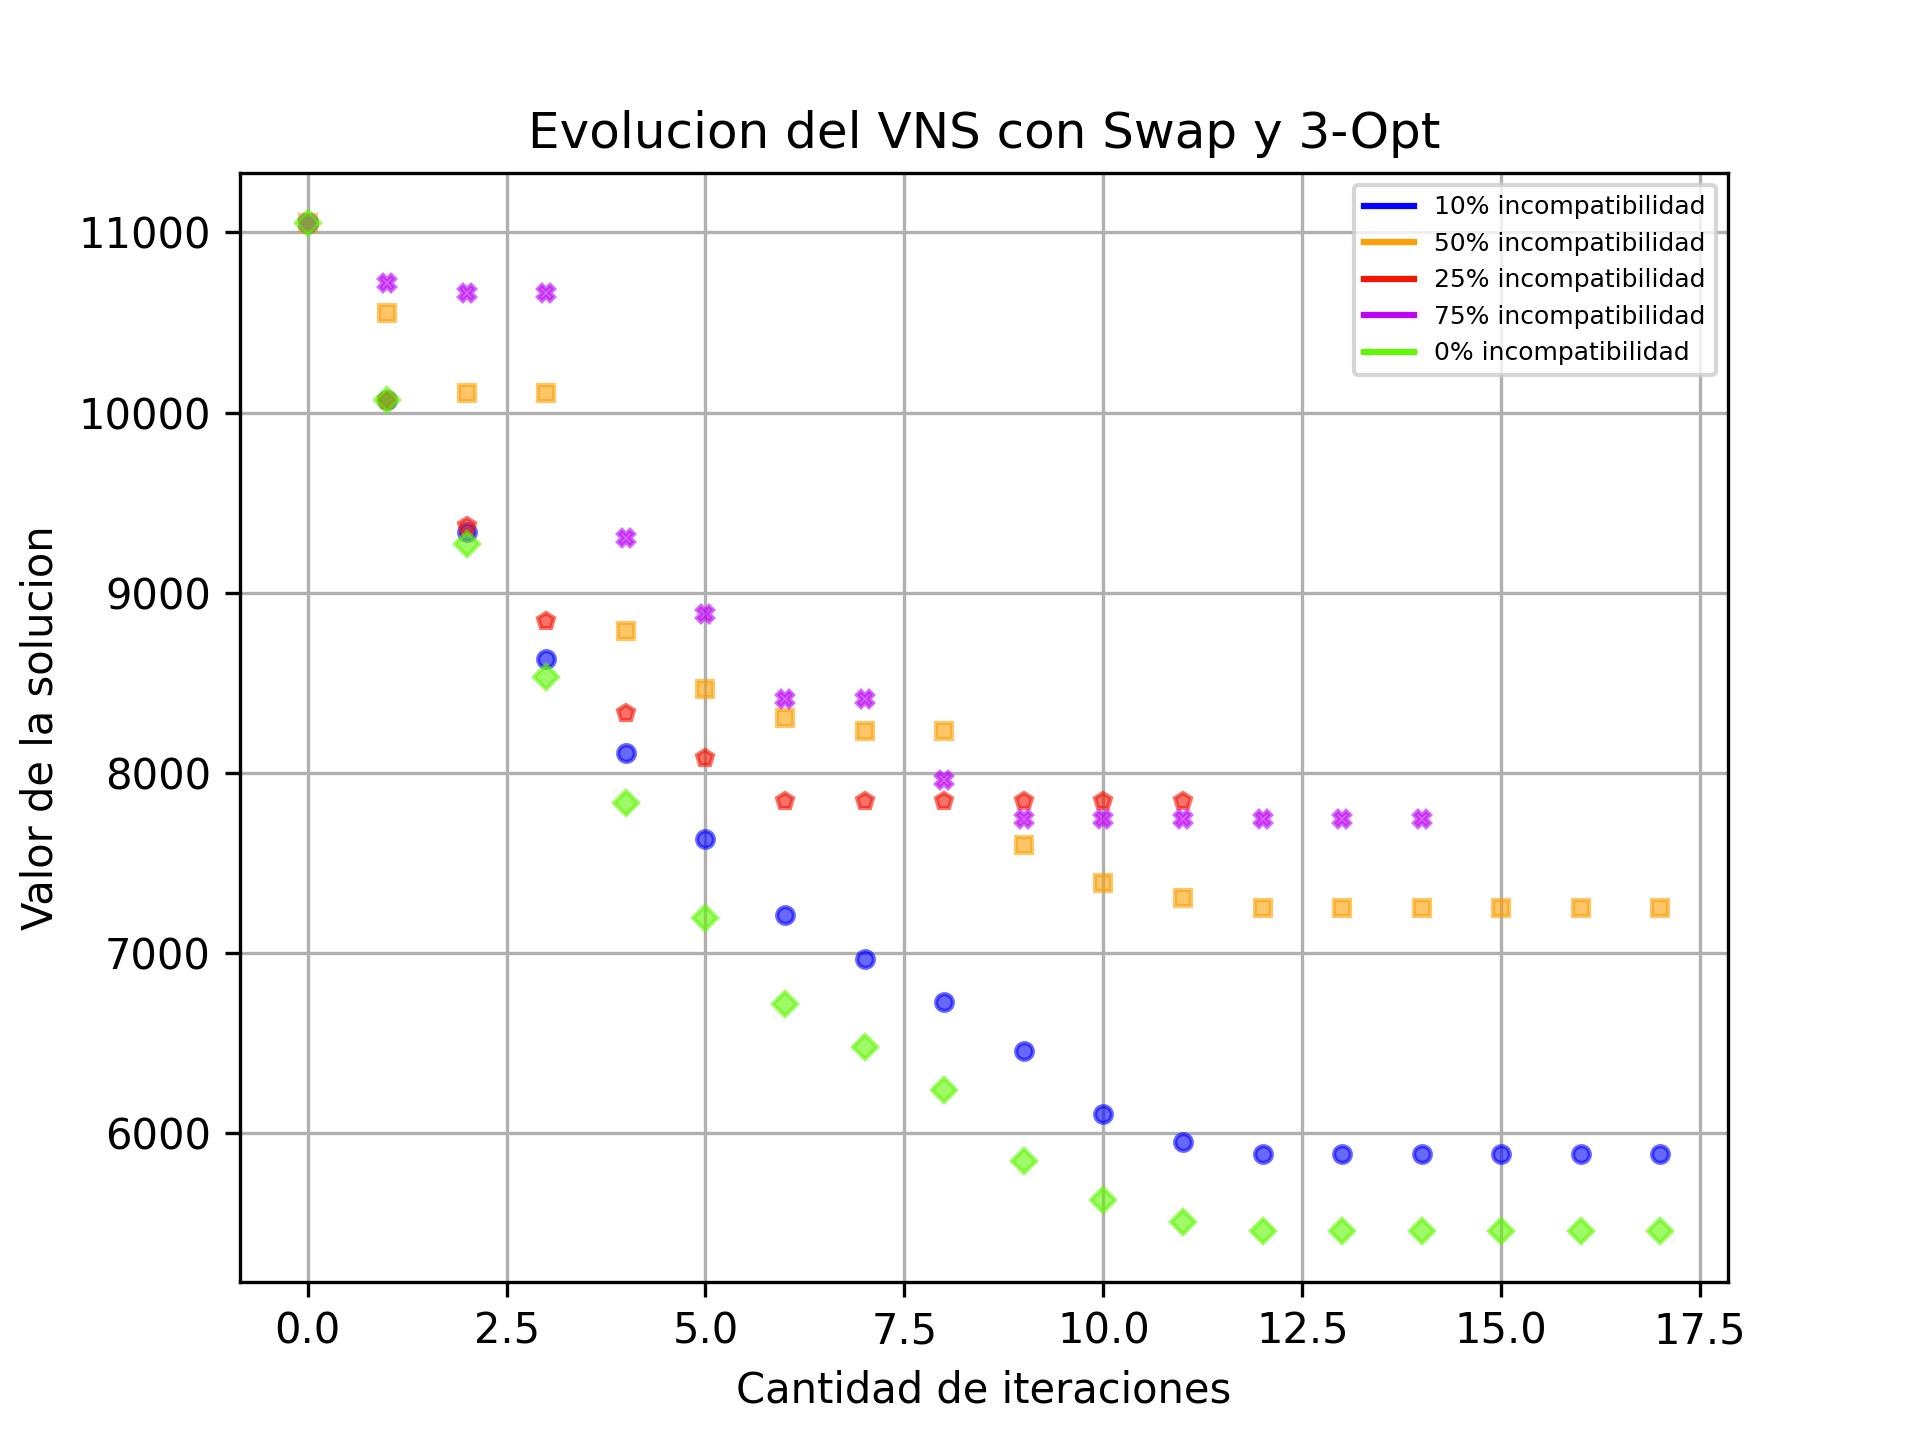 Evolucion del VNS con Swap y 3-Opt
10% incompatibilidad
50% incompatibilidad
25% incompatibilidad
75% incompatibilidad
0% incompatibilidad
Valor de la solucion
11000
10000
9000
8000
7000
6000
0.0 2.5 5.0 7.5 10.0 12.5 15.0 17.5
Cantidad de iteraciones